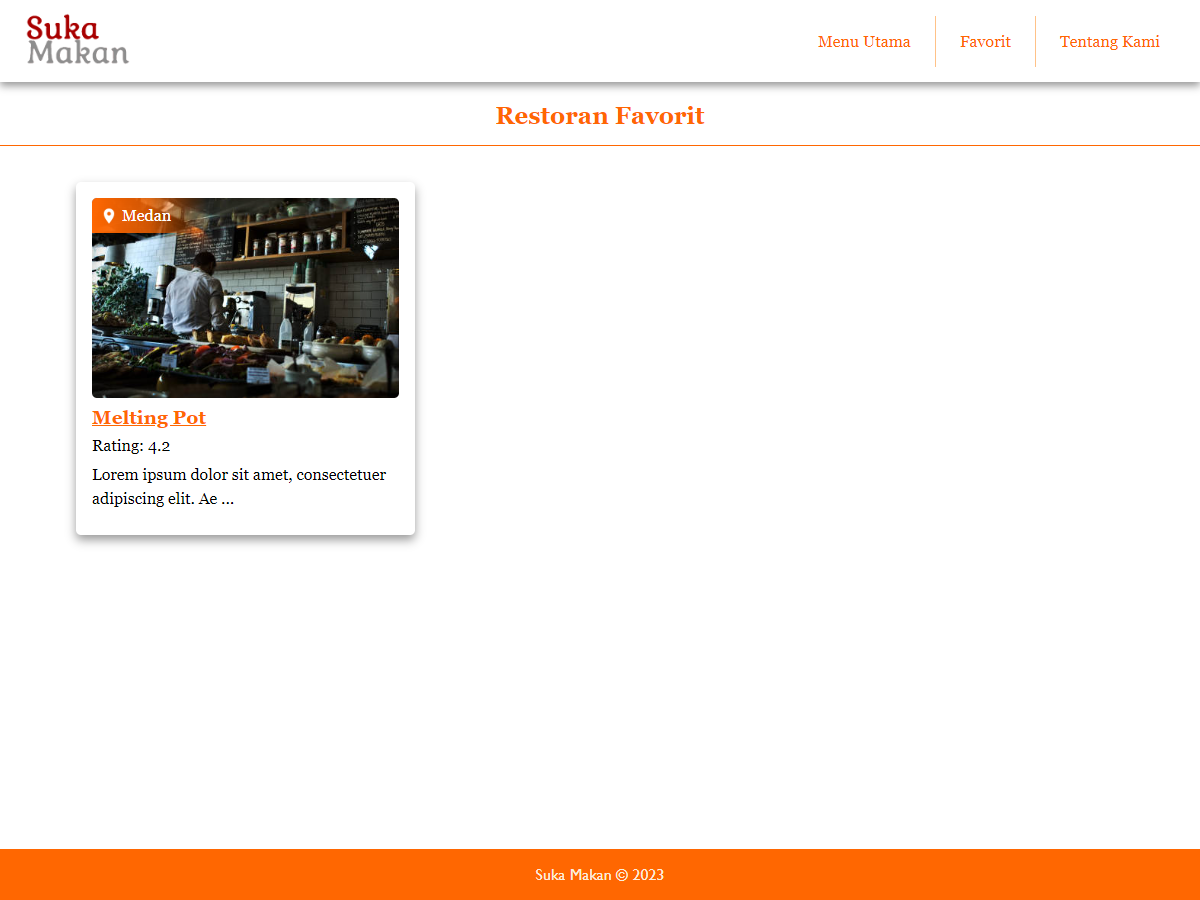 Suka
Makan
Menu Utama
Favorit
Tentang Kami
Restoran Favorit
Medan
Melting Pot
Rating: 4.2
Lorem ipsum dolor sit amet, consectetuer
adipiscing elit. Ae ...
Suka Makan © 2023